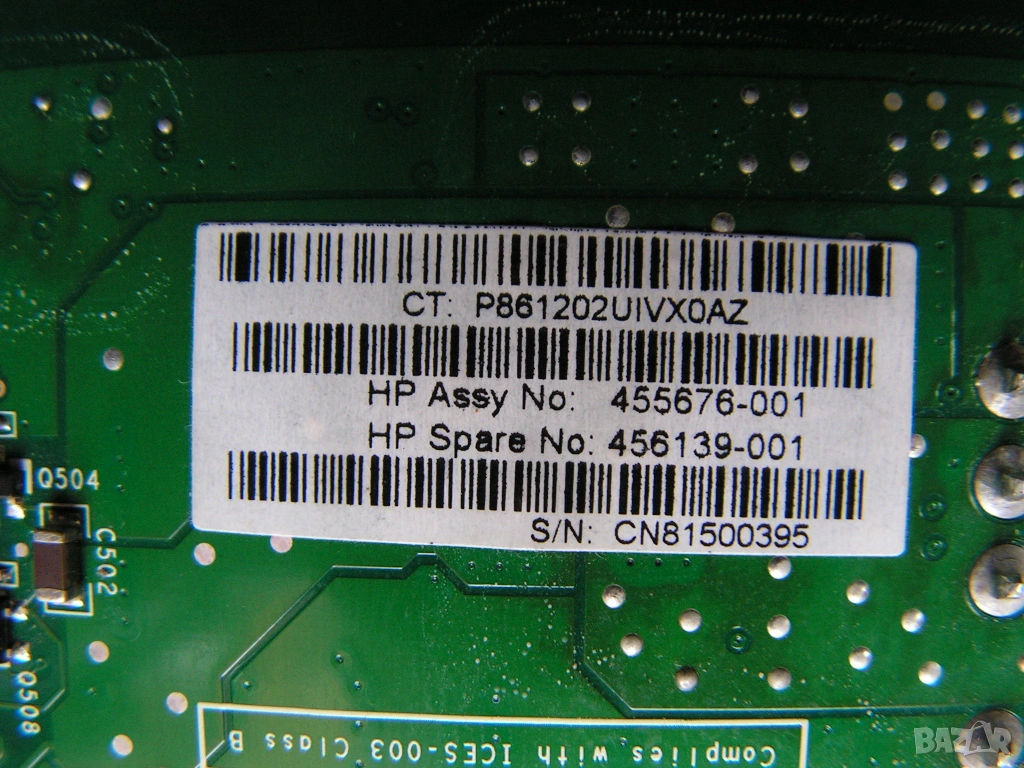 CT: P861202UIVX0AZ
HP Assy No: 455676-001
HP Spare No: 456139-001
S/N: CN81500395
Q504
C502
Q508
Complies with ICES-003 Class B
BAZAR